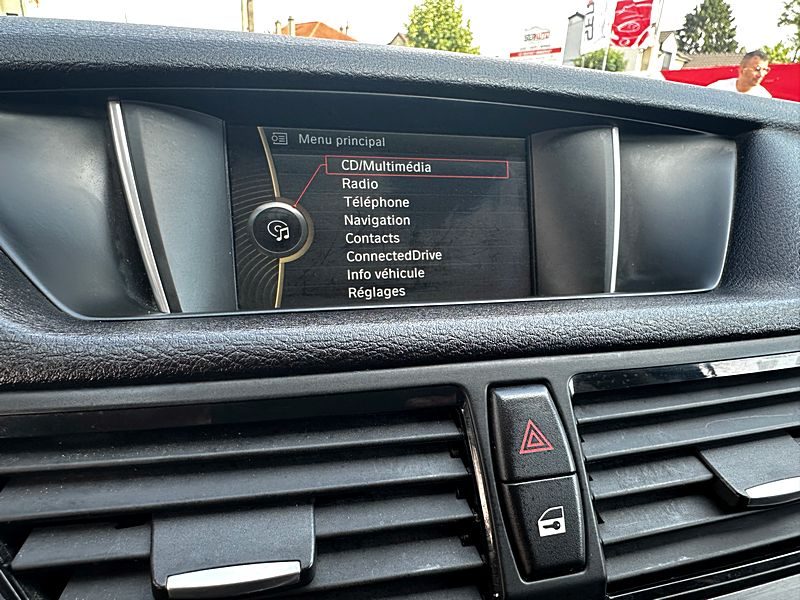 Menu principal
CD/Multimédia
Radio
Téléphone
Navigation
Contacts
ConnectedDrive
Info véhicule
Réglages